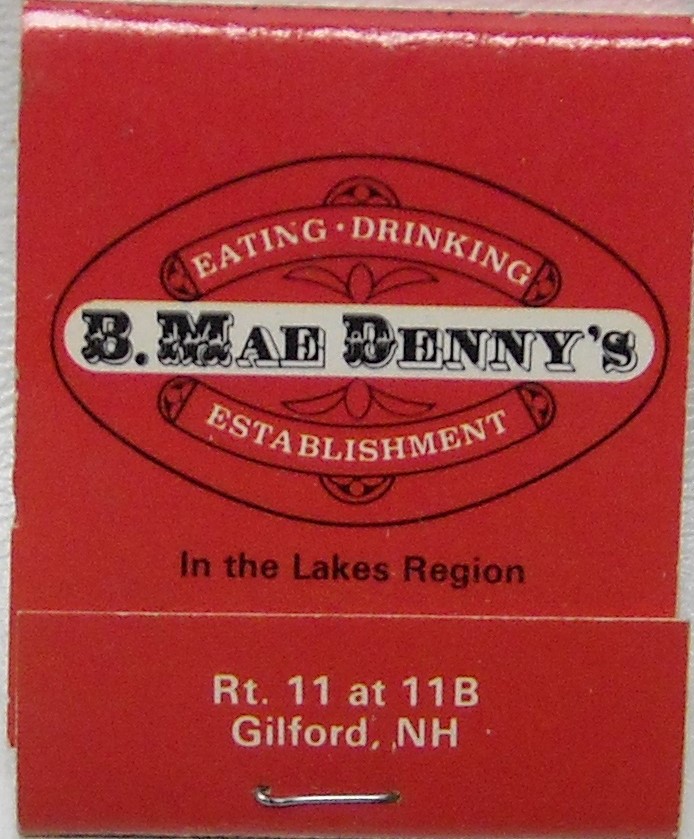 EATING · DRINKING
B. MAE DENNY'S
ESTABLISHMENT
In the Lakes Region
Rt. 11 at 11B
Gilford, NH